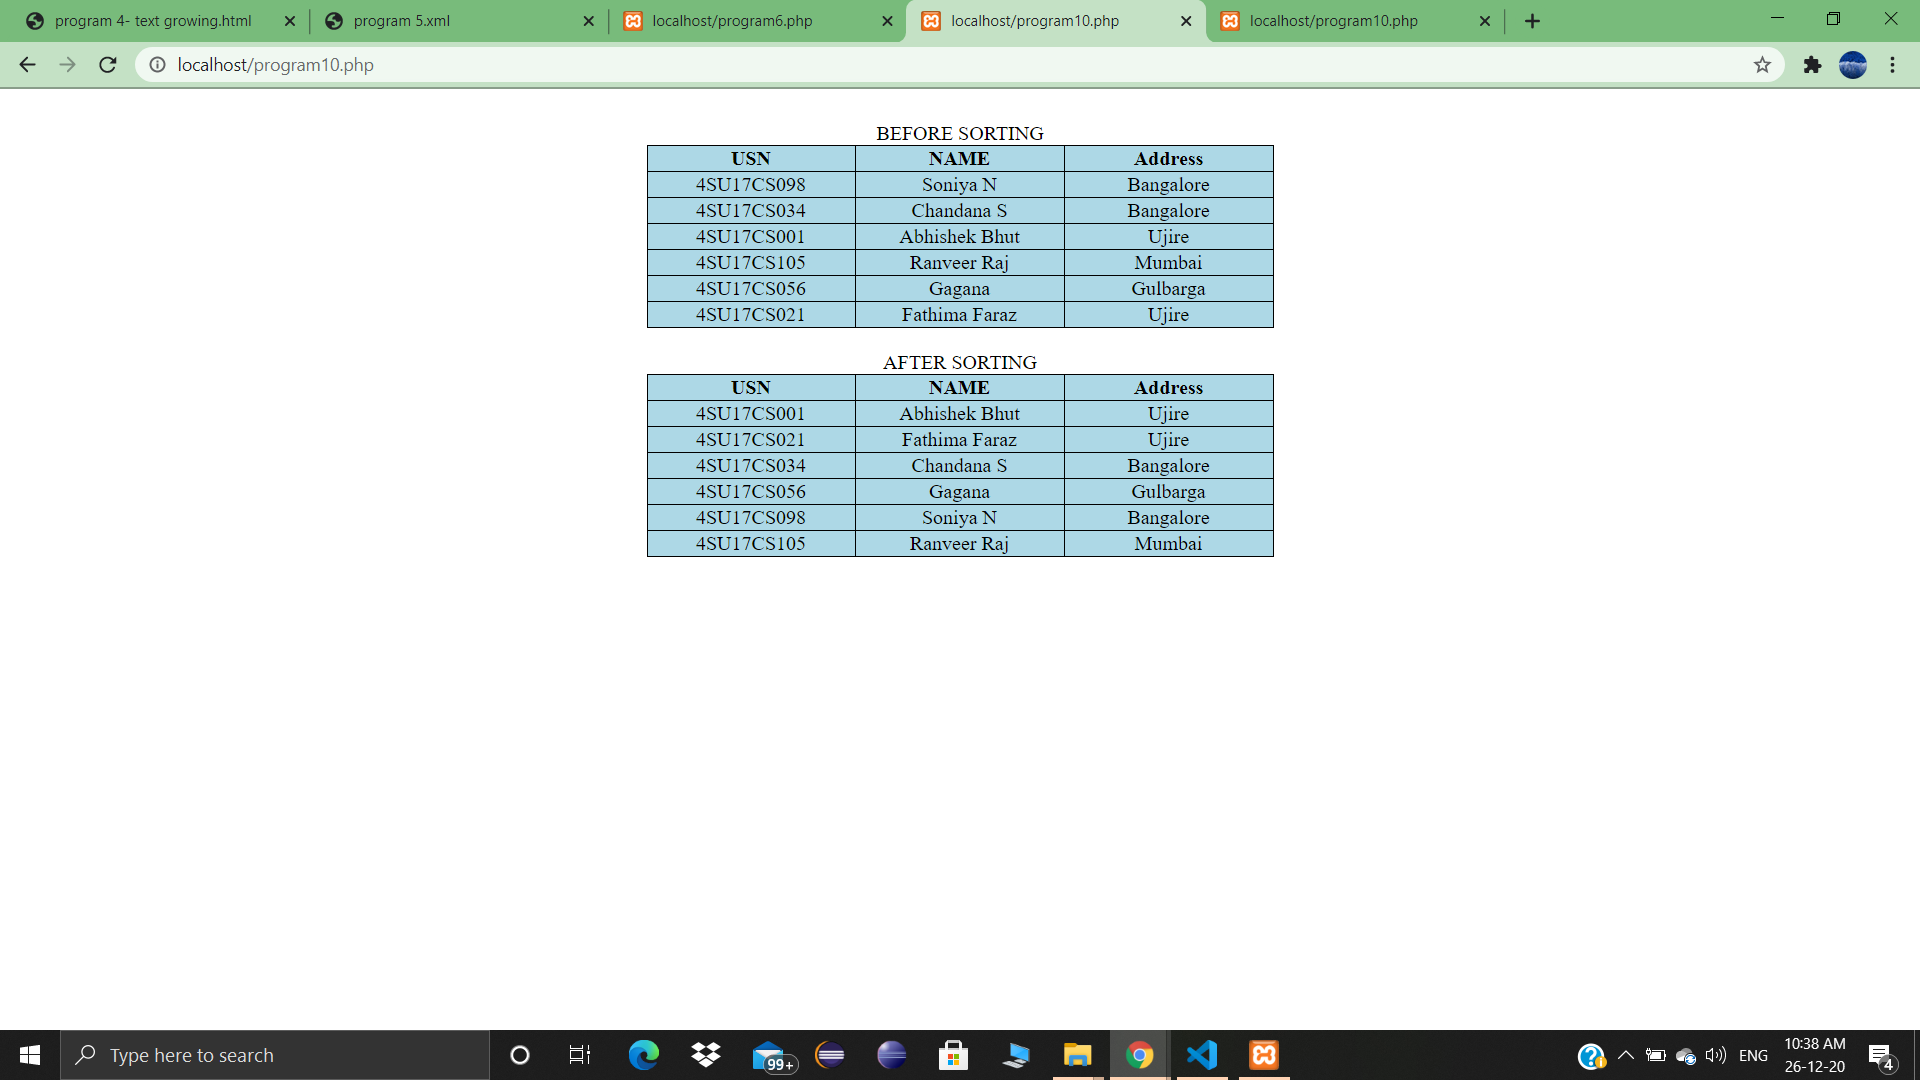 program 4- text growing.html
program 5.xml
localhost/program6.php
localhost/program10.php
localhost/program10.php
localhost/program10.php
BEFORE SORTING
USN NAME Address
4SU17CS098 Soniya N Bangalore
4SU17CS034 Chandana S Bangalore
4SU17CS001 Abhishek Bhut Ujire
4SU17CS105 Ranveer Raj Mumbai
4SU17CS056 Gagana Gulbarga
4SU17CS021 Fathima Faraz Ujire
AFTER SORTING
USN NAME Address
4SU17CS001 Abhishek Bhut Ujire
4SU17CS021 Fathima Faraz Ujire
4SU17CS034 Chandana S Bangalore
4SU17CS056 Gagana Gulbarga
4SU17CS098 Soniya N Bangalore
4SU17CS105 Ranveer Raj Mumbai
Type here to search
99+
ENG
10:38 AM
26-12-20
4